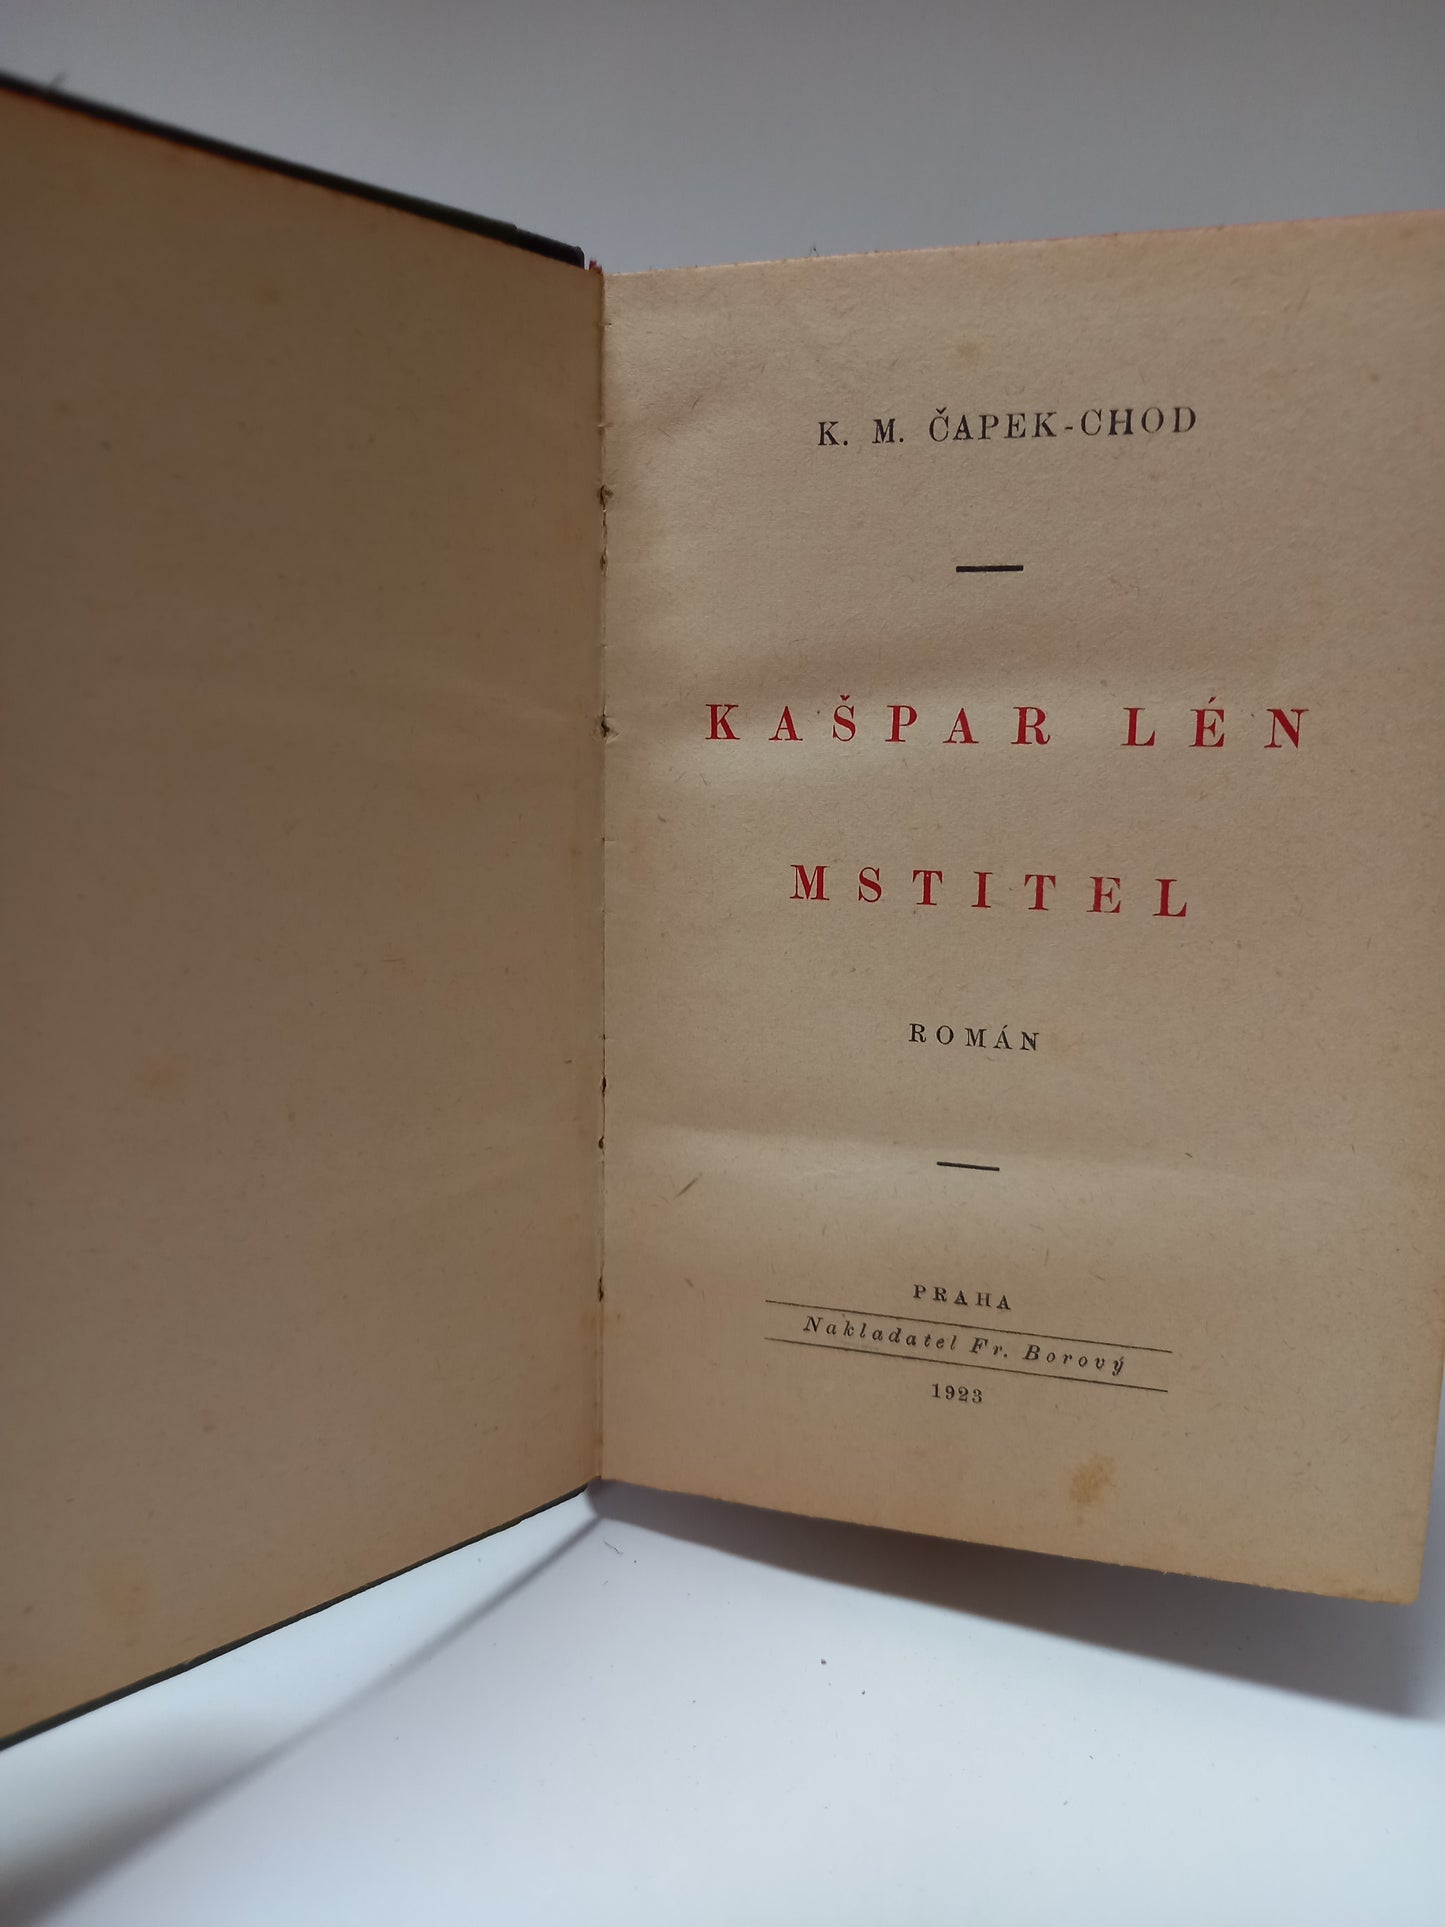 K. M. ČAPEK-CHOD
KAŠPAR LÉN
MSTITEL
ROMÁN
PRAHA
Nakladatel Fr. Borový
1923